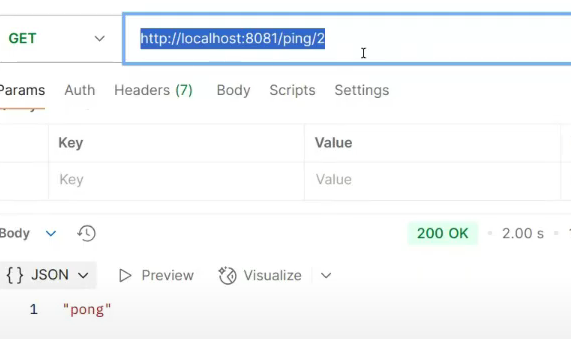 GET http://localhost:8081/ping/2
Params Auth Headers (7) Body Scripts Settings
Key Value
Key Value
Body 200 OK • 2.00 s •
{} JSON Preview Visualize
1 "pong"